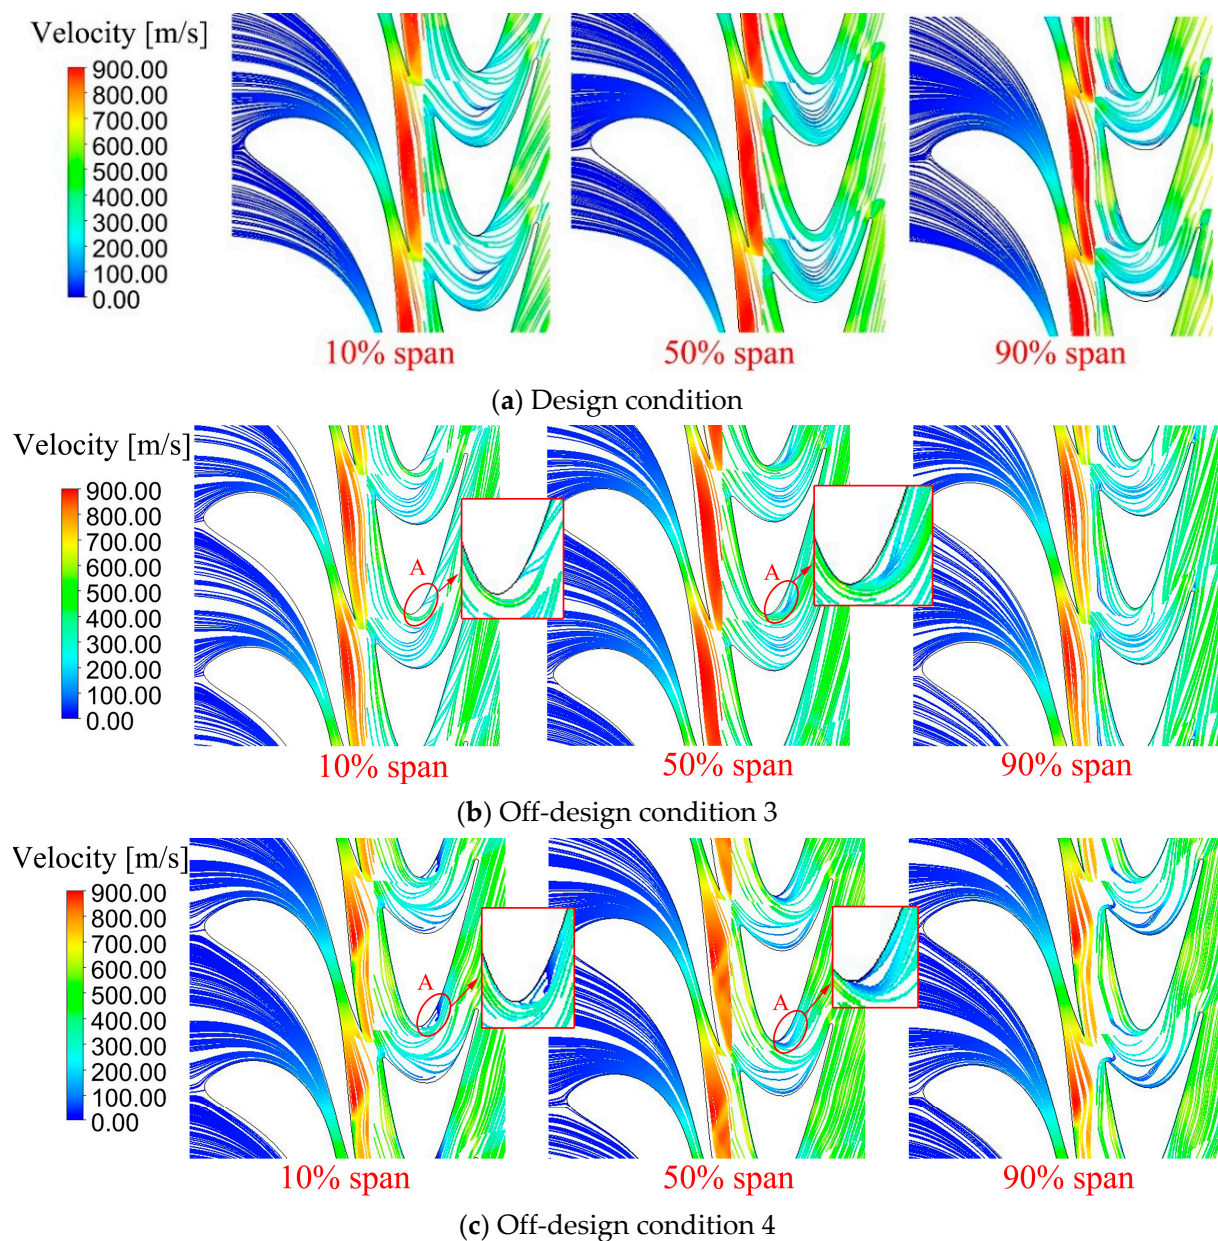 Velocity [m/s]
900.00
800.00
700.00
600.00
500.00
400.00
300.00
200.00
100.00
0.00
10% span
50% span
90% span
(a) Design condition
Velocity [m/s]
900.00
800.00
700.00
600.00
500.00
400.00
300.00
200.00
100.00
0.00
A
A
10% span
50% span
90% span
(b) Off-design condition 3
Velocity [m/s]
900.00
800.00
700.00
600.00
500.00
400.00
300.00
200.00
100.00
0.00
A
A
10% span
50% span
90% span
(c) Off-design condition 4